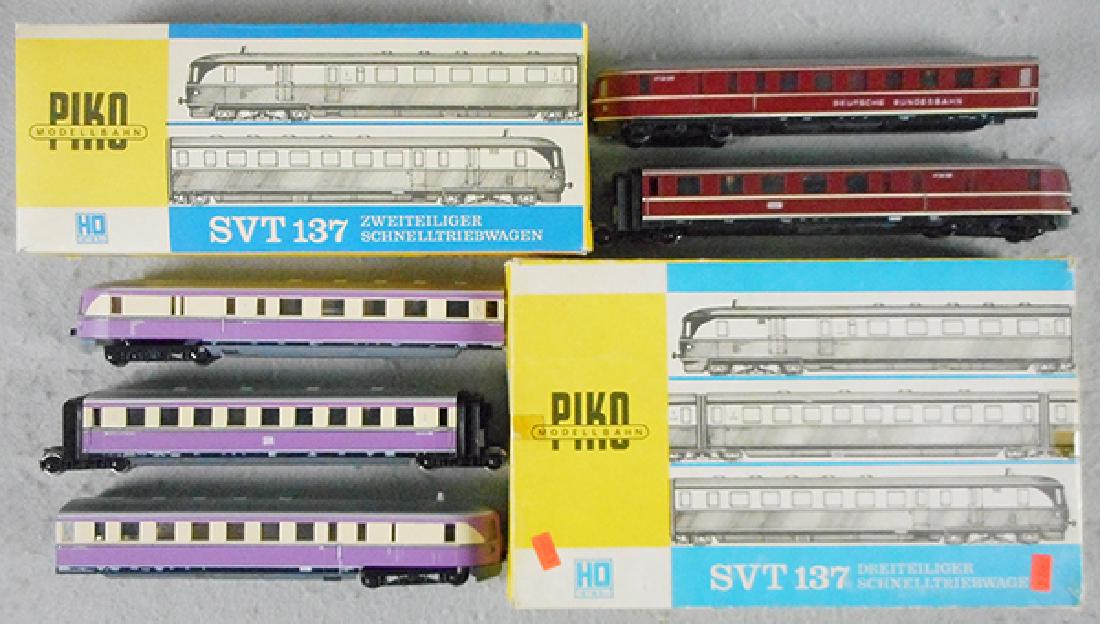 PIKO
MODELLBAHN
HO
SVT 137
ZWEITEILIGER
SCHNELLTRIEBWAGEN
DEUTSCHE BUNDESBAHN
PIKO
MODELLBAHN
HO
SVT 137
DREITEILIGER
SCHNELLTRIEBWAGE